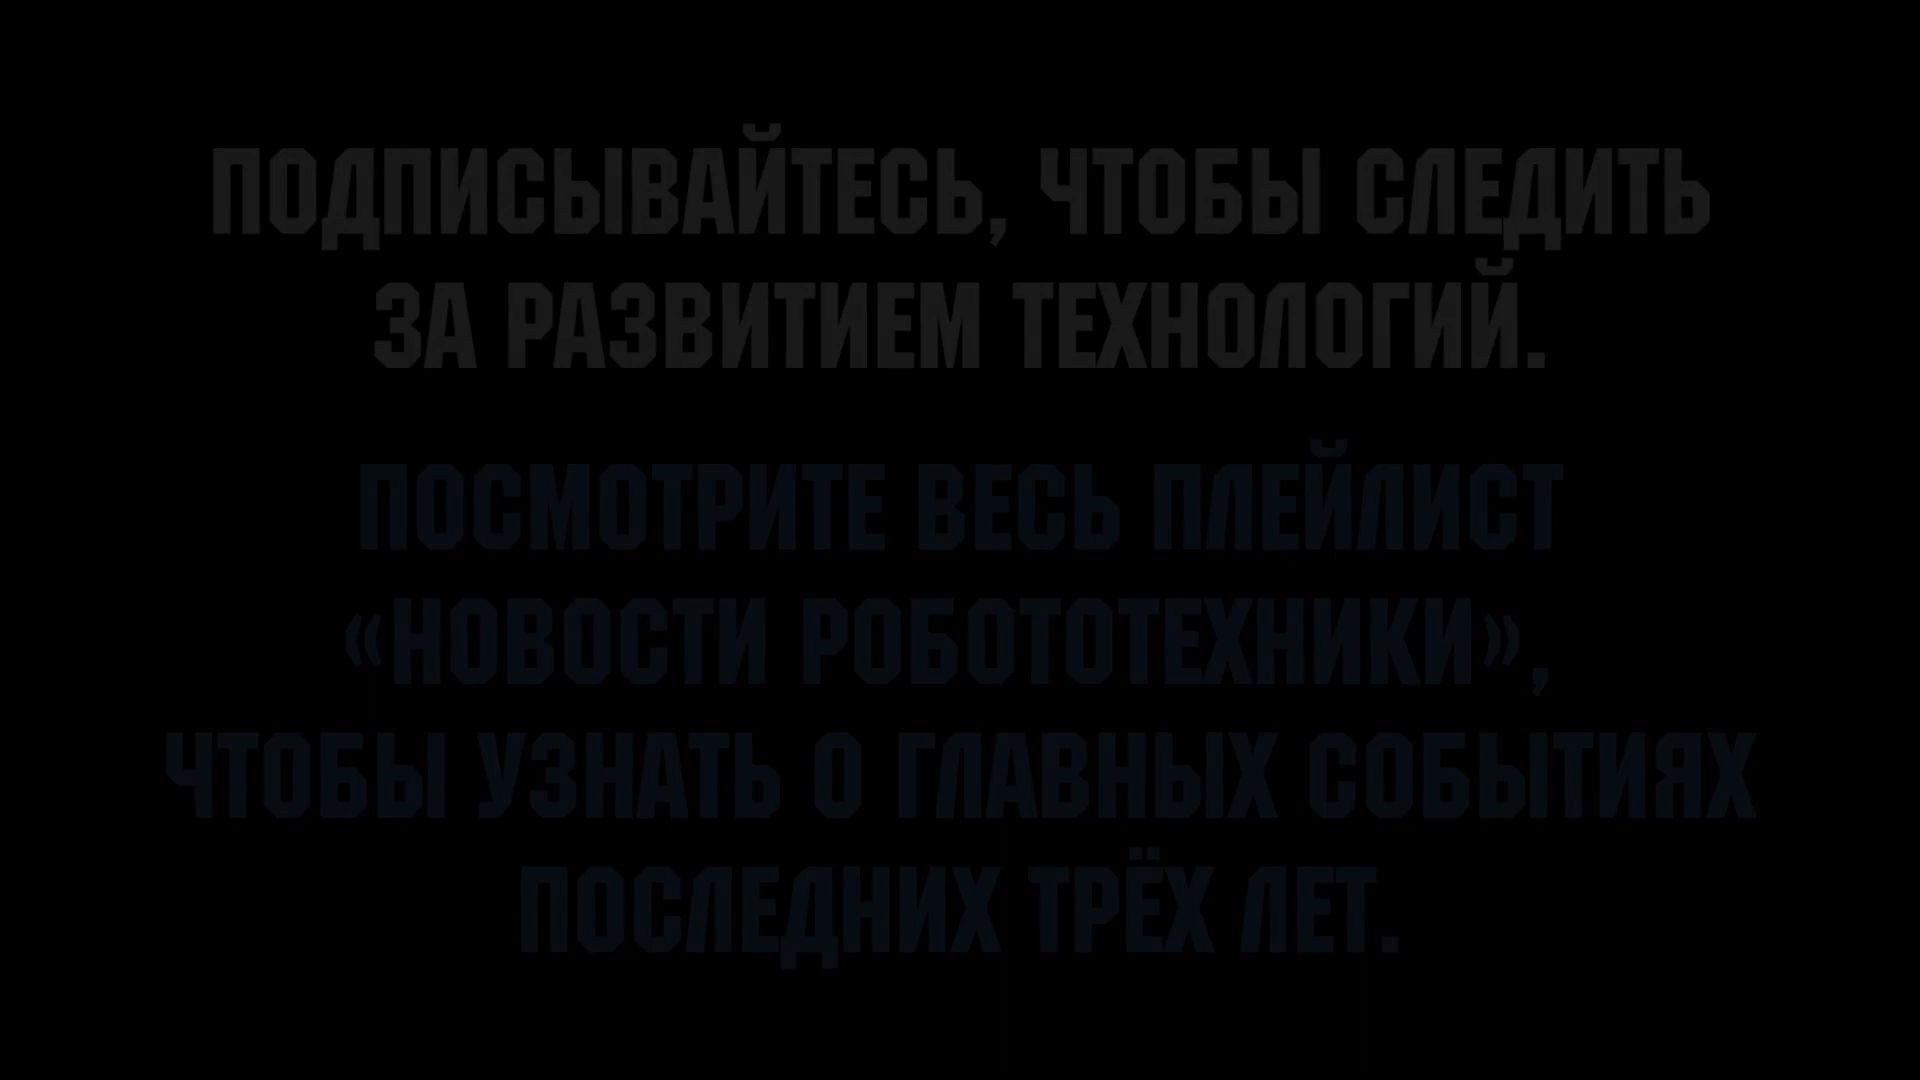 ПОДПИСЫВАЙТЕСЬ, ЧТОБЫ СЛЕДИТЬ
ЗА РАЗВИТИЕМ ТЕХНОЛОГИЙ.
ПОСМОТРИТЕ ВЕСЬ ПЛЕЙЛИСТ
«НОВОСТИ РОБОТОТЕХНИКИ»,
ЧТОБЫ УЗНАТЬ О ГЛАВНЫХ СОБЫТИЯХ
ПОСЛЕДНИХ ТРЁХ ЛЕТ.